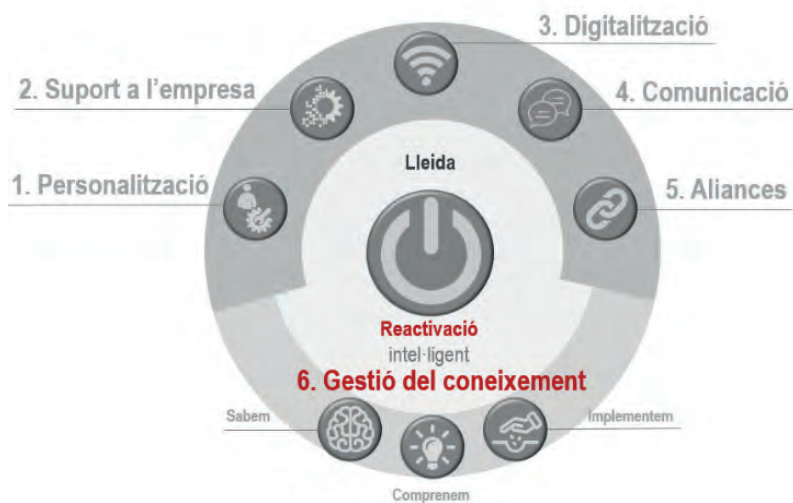 3. Digitalització
2. Suport a l’empresa
4. Comunicació
Lleida
1. Personalització
5. Aliances
Reactivació
intel·ligent
6. Gestió del coneixement
Sabem
Implementem
Comprenem